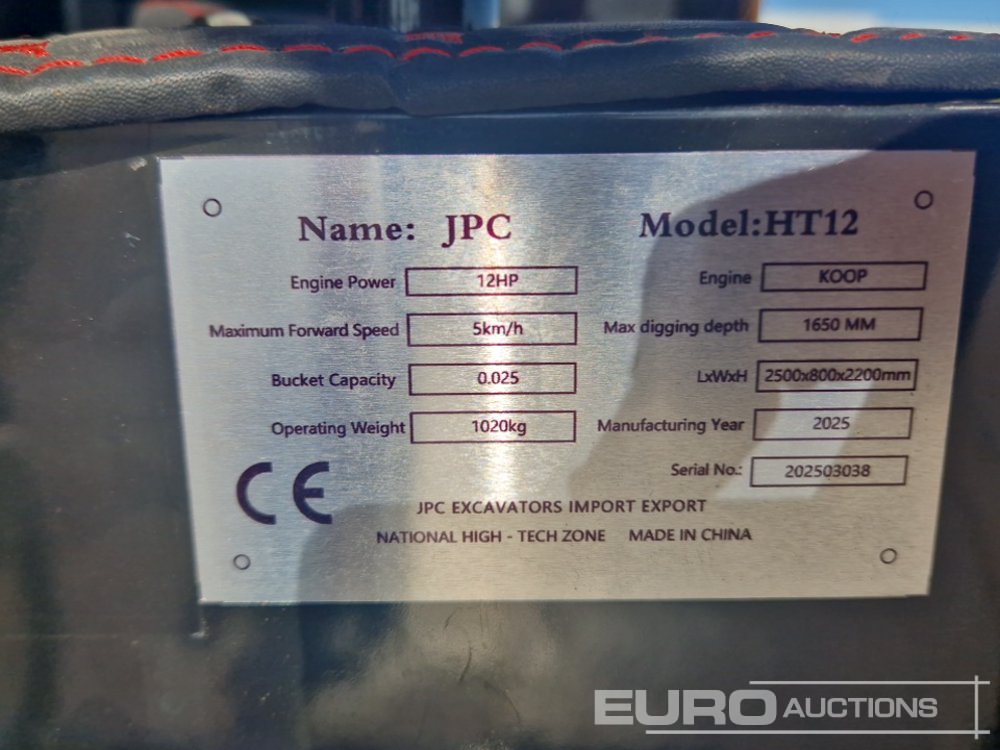 Name: JPC Model:HT12
Engine Power 12HP Engine KOOP
Maximum Forward Speed 5km/h Max digging depth 1650 MM
Bucket Capacity 0.025 LxWxH 2500x800x2200mm
Operating Weight 1020kg Manufacturing Year 2025
Serial No.: 202503038
CE
JPC EXCAVATORS IMPORT EXPORT
NATIONAL HIGH - TECH ZONE MADE IN CHINA
EURO AUCTIONS